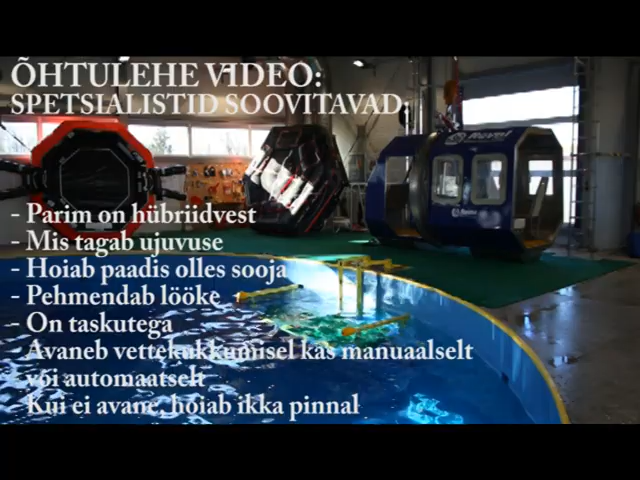 ÕHTULEHE VIDEO:
SPETSIALISTID SOOVITAVAD:
- Parim on hübriidvest
- Mis tagab ujuvuse
- Hoiab paadis olles sooja
- Pehmendab lööke
- On taskutega
- Avaneb vettekukkumisel kas manuaalselt
või automaatselt
- Kui ei avane, hoiab ikka pinnal